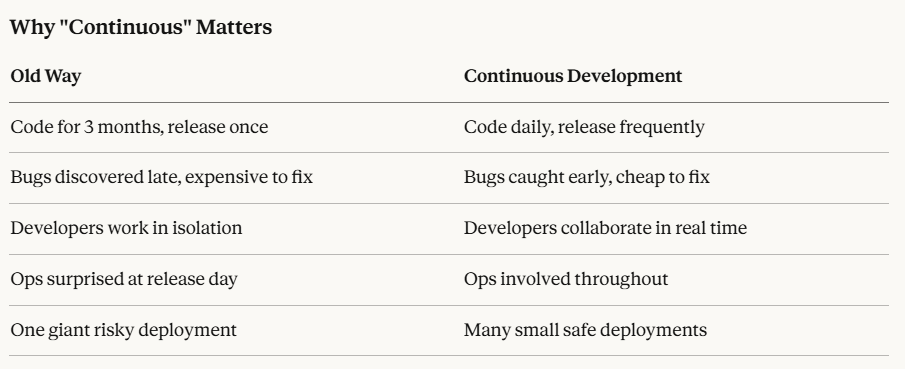 Why "Continuous" Matters
Old Way Continuous Development
Code for 3 months, release once Code daily, release frequently
Bugs discovered late, expensive to fix Bugs caught early, cheap to fix
Developers work in isolation Developers collaborate in real time
Ops surprised at release day Ops involved throughout
One giant risky deployment Many small safe deployments